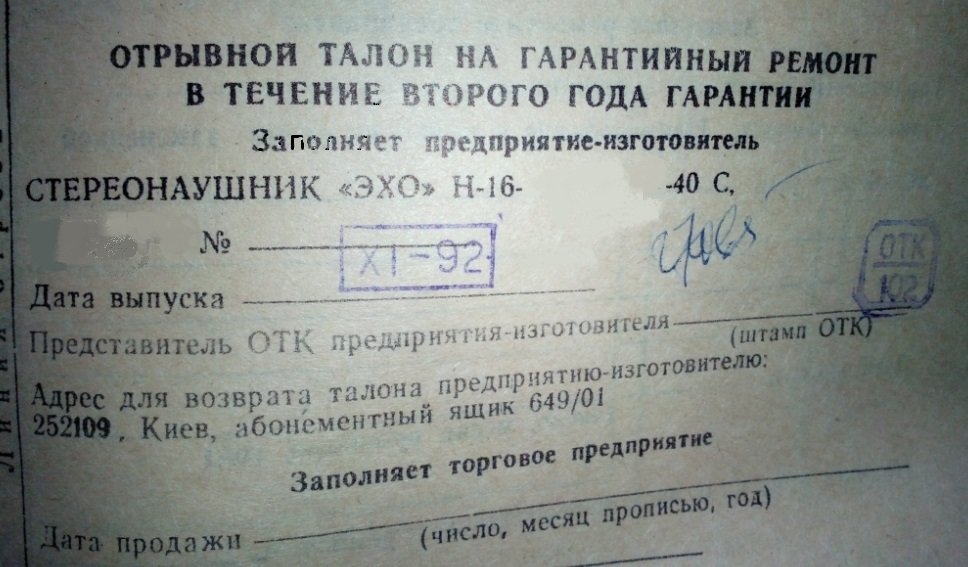 ОТРЫВНОЙ ТАЛОН НА ГАРАНТИЙНЫЙ РЕМОНТ
В ТЕЧЕНИЕ ВТОРОГО ГОДА ГАРАНТИИ
Заполняет предприятие-изготовитель
СТЕРЕОНАУШНИК «ЭХО» Н-16- -40 С,
№
XI-92
Дата выпуска
ОТК
102
Представитель ОТК предприятия-изготовителя
(штамп ОТК)
Адрес для возврата талона предприятию-изготовителю:
252109, Киев, абонементный ящик 649/01
Заполняет торговое предприятие
Дата продажи
(число, месяц прописью, год)